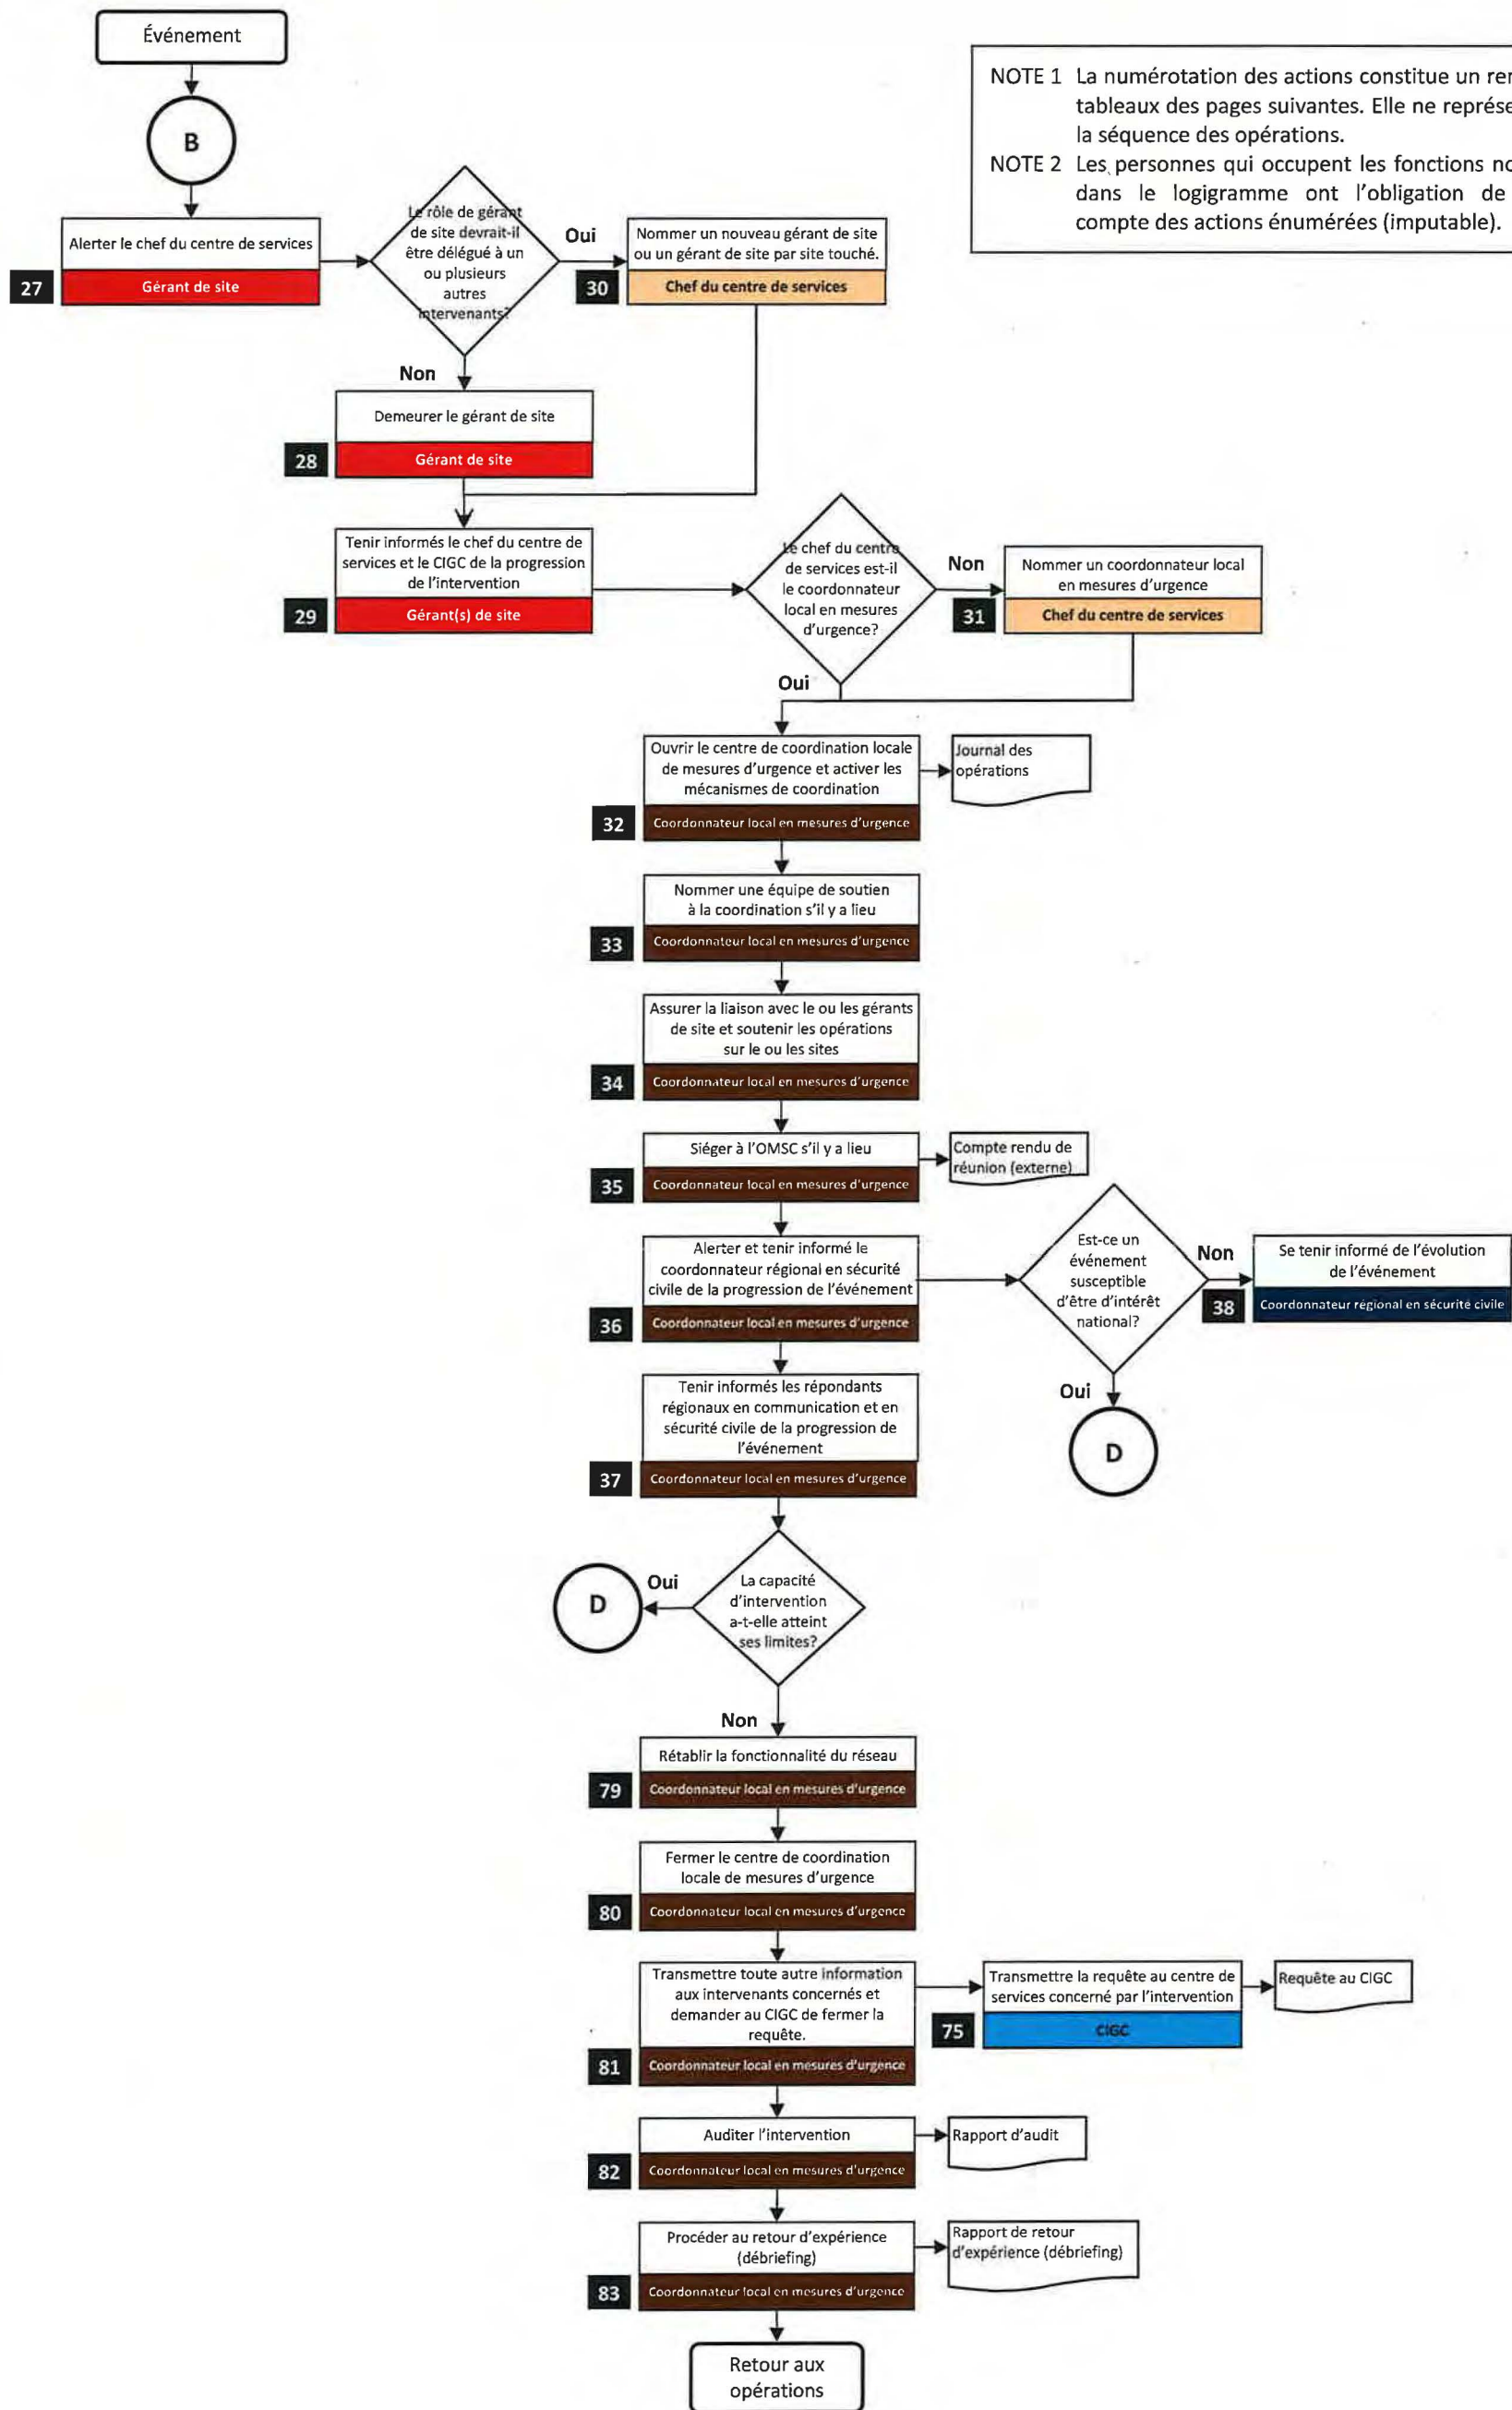 Événement
B
NOTE 1 La numérotation des actions constitue un
tableaux des pages suivantes. Elle ne
la séquence des opérations.
NOTE 2 Les personnes qui occupent les fonctions
dans le logigramme ont l'obligation de
compte des actions énumérées (imputable).
Alerter le chef du centre de services
27
Gérant de site
Le rôle de gérant
de site devrait-il
être délégué à un
ou plusieurs
autres
intervenants?
Oui
Nommer un nouveau gérant de site
ou un gérant de site par site touché.
30
Chef du centre de services
Non
Demeurer le gérant de site
28
Gérant de site
Tenir informés le chef du centre de
services et le CIGC de la progression
de l'intervention
29
Gérant(s) de site
Le chef du centre
de services est-il
le coordonnateur
local en mesures
d'urgence?
Non
Nommer un coordonnateur local
en mesures d'urgence
31
Chef du centre de services
Oui
Ouvrir le centre de coordination locale
de mesures d'urgence et activer les
mécanismes de coordination
32
Coordonnateur local en mesures d'urgence
Journal des
opérations
Nommer une équipe de soutien
à la coordination s'il y a lieu
33
Coordonnateur local en mesures d'urgence
Assurer la liaison avec le ou les gérants
de site et soutenir les opérations
sur le ou les sites
34
Coordonnateur local en mesures d'urgence
Siéger à l'OMSC s'il y a lieu
35
Coordonnateur local en mesures d'urgence
Compte rendu de
réunion (externe)
Alerter et tenir informé le
coordonnateur régional en sécurité
civile de la progression de l'événement
36
Coordonnateur local en mesures d'urgence
Est-ce un
événement
susceptible
d'être d'intérêt
national?
Non
Se tenir informé de l'évolution
de l'événement
38
Coordonnateur régional en sécurité civile
Oui
D
Tenir informés les répondants
régionaux en communication et en
sécurité civile de la progression de
l'événement
37
Coordonnateur local en mesures d'urgence
La capacité
d'intervention
a-t-elle atteint
ses limites?
Oui
D
Non
Rétablir la fonctionnalité du réseau
79
Coordonnateur local en mesures d'urgence
Fermer le centre de coordination
locale de mesures d'urgence
80
Coordonnateur local en mesures d'urgence
Transmettre toute autre information
aux intervenants concernés et
demander au CIGC de fermer la
requête.
81
Coordonnateur local en mesures d'urgence
Transmettre la requête au centre de
services concerné par l'intervention
75
CIGC
Requête au CIGC
Auditer l'intervention
82
Coordonnateur local en mesures d'urgence
Rapport d'audit
Procéder au retour d'expérience
(débriefing)
83
Coordonnateur local en mesures d'urgence
Rapport de retour
d'expérience (débriefing)
Retour aux
opérations